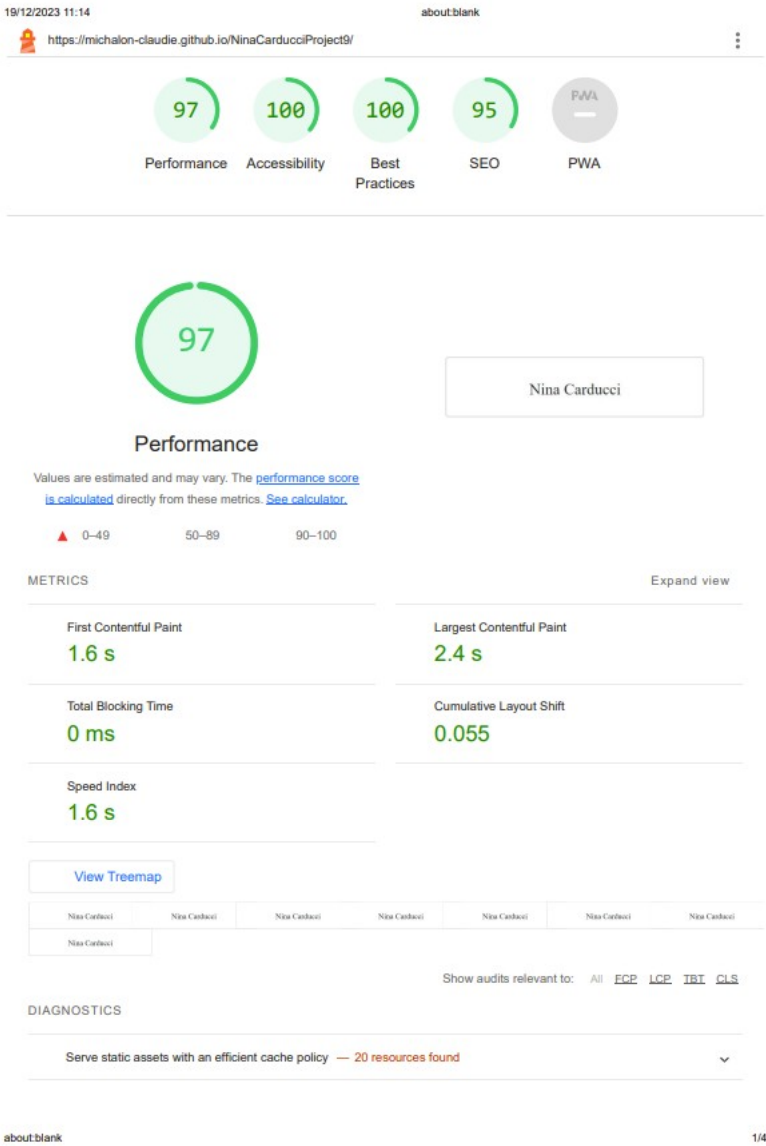 19/12/2023 11:14 about:blank
https://michalon-claudie.github.io/NinaCarducciProject9/
97 100 100 95 PWA
Performance Accessibility Best Practices SEO PWA
97
Nina Carducci
Performance
Values are estimated and may vary. The performance score
is calculated directly from these metrics. See calculator.
0–49 50–89 90–100
METRICS Expand view
First Contentful Paint
1.6 s
Largest Contentful Paint
2.4 s
Total Blocking Time
0 ms
Cumulative Layout Shift
0.055
Speed Index
1.6 s
View Treemap
Nina Carducci Nina Carducci Nina Carducci Nina Carducci Nina Carducci Nina Carducci Nina Carducci
Nina Carducci
Show audits relevant to: All FCP LCP TBT CLS
DIAGNOSTICS
Serve static assets with an efficient cache policy — 20 resources found
about:blank 1/4